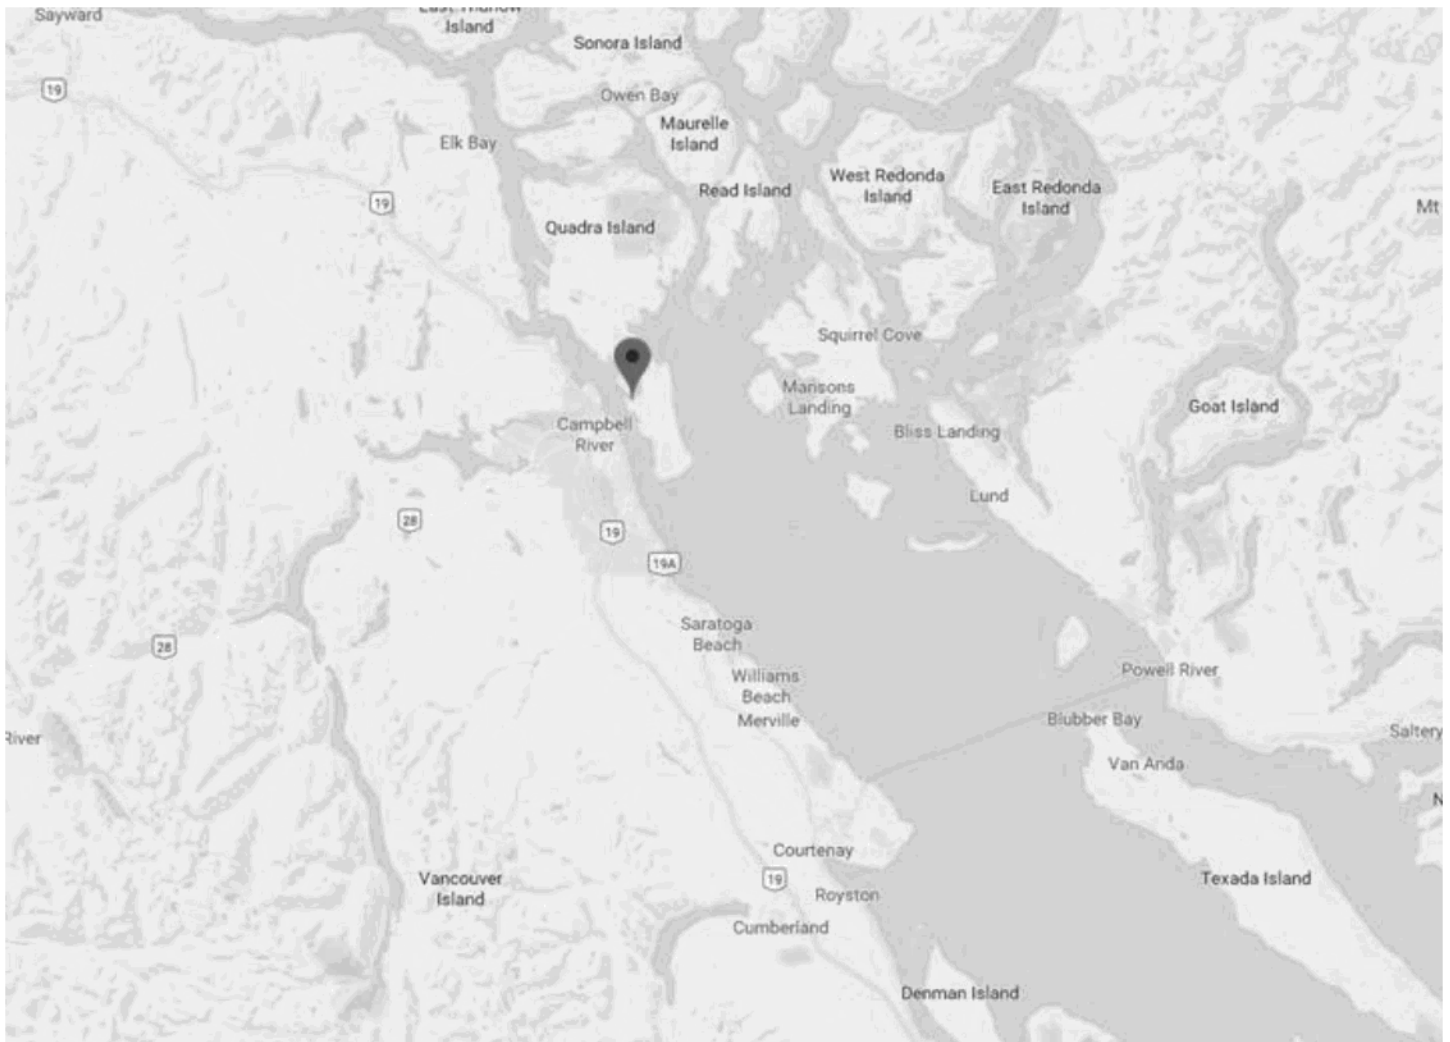 Sayward
East Thurlow
Island
Sonora Island
19
Owen Bay
Maurelle
Island
Elk Bay
Read Island
West Redonda
Island
East Redonda
Island
19
Mt
Quadra Island
Squirrel Cove
Mansons
Landing
Goat Island
Campbell
River
Bliss Landing
Lund
28
19
19A
Saratoga
Beach
28
Powell River
Williams
Beach
Merville
Blubber Bay
River
Saltery
Van Anda
N
Courtenay
Vancouver
Island
19
Texada Island
Royston
Cumberland
Denman Island